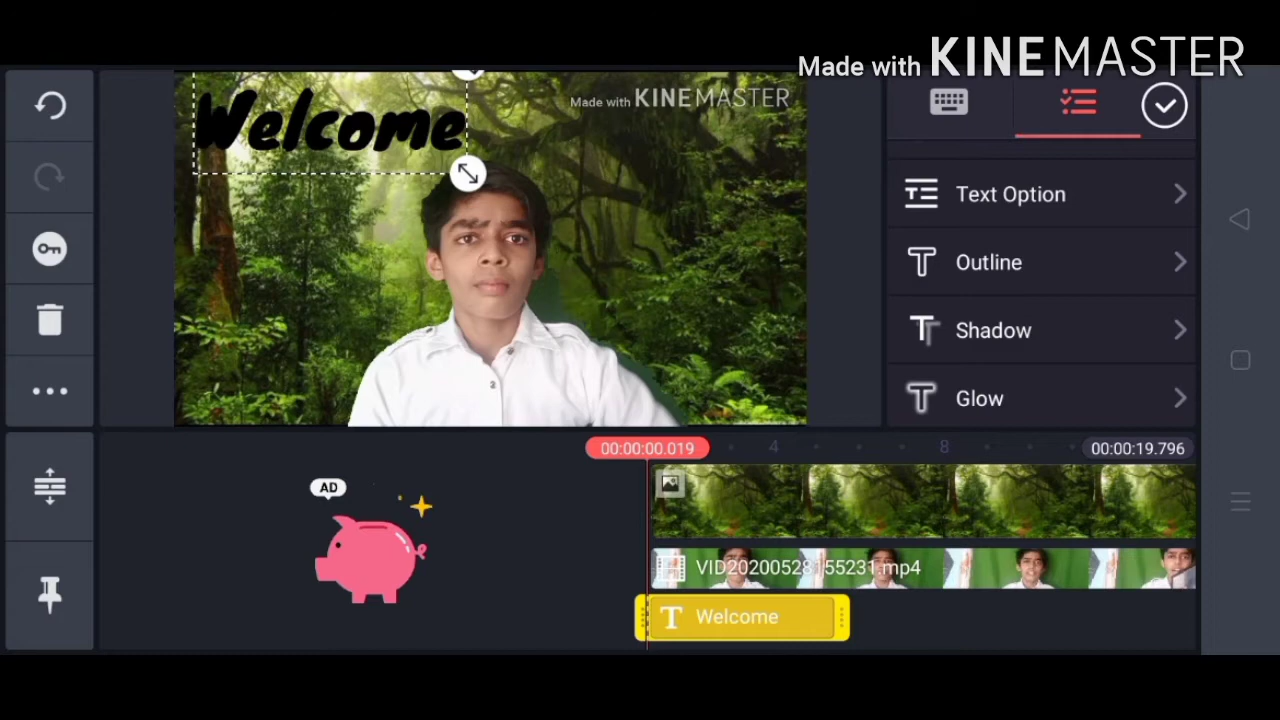 Made with KINEMASTER
Welcome
Made with KINEMASTER
Text Option
Outline
Shadow
Glow
00:00:00.019
4
8
00:00:19.796
AD
VID20200528155231.mp4
Welcome